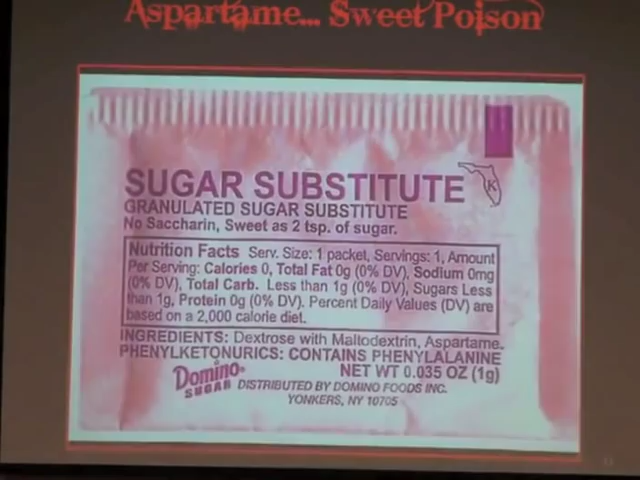 Aspartame... Sweet Poison
SUGAR SUBSTITUTE
K
GRANULATED SUGAR SUBSTITUTE
No Saccharin, Sweet as 2 tsp. of sugar.
Nutrition Facts Serv. Size: 1 packet, Servings: 1, Amount
Per Serving: Calories 0, Total Fat 0g (0% DV), Sodium 0mg
(0% DV), Total Carb. Less than 1g (0% DV), Sugars Less
than 1g, Protein 0g (0% DV). Percent Daily Values (DV) are
based on a 2,000 calorie diet.
INGREDIENTS: Dextrose with Maltodextrin, Aspartame.
PHENYLKETONURICS: CONTAINS PHENYLALANINE
NET WT 0.035 OZ (1g)
Domino
SUGAR DISTRIBUTED BY DOMINO FOODS INC.
YONKERS, NY 10705